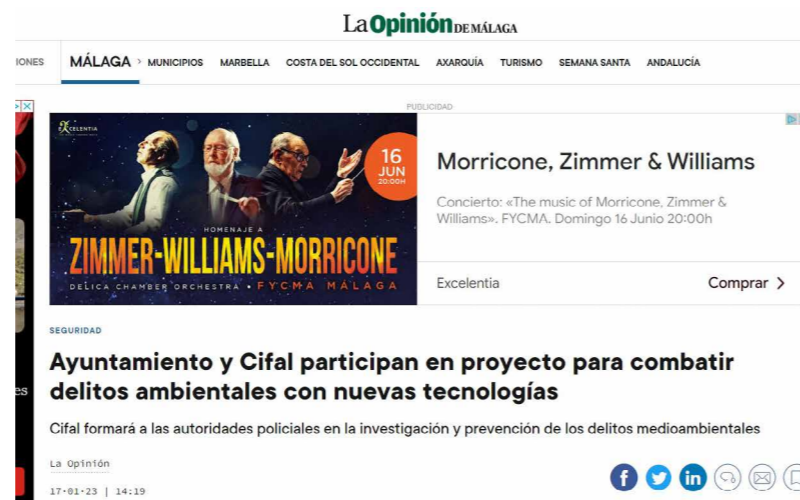 La Opinión DE MÁLAGA
IONES MÁLAGA > MUNICIPIOS MARBELLA COSTA DEL SOL OCCIDENTAL AXARQUÍA TURISMO SEMANA SANTA ANDALUCÍA
PUBLICIDAD
EXCELENTIA
16
JUN
20:00H
HOMENAJE A
ZIMMER-WILLIAMS-MORRICONE
DELICA CHAMBER ORCHESTRA • FYCMA MÁLAGA
Morricone, Zimmer & Williams
Concierto: «The music of Morricone, Zimmer &
Williams». FYCMA. Domingo 16 Junio 20:00h
Excelentia Comprar >
es
SEGURIDAD
Ayuntamiento y Cifal participan en proyecto para combatir
delitos ambientales con nuevas tecnologías
Cifal formará a las autoridades policiales en la investigación y prevención de los delitos medioambientales
La Opinión
17·01·23 | 14:19